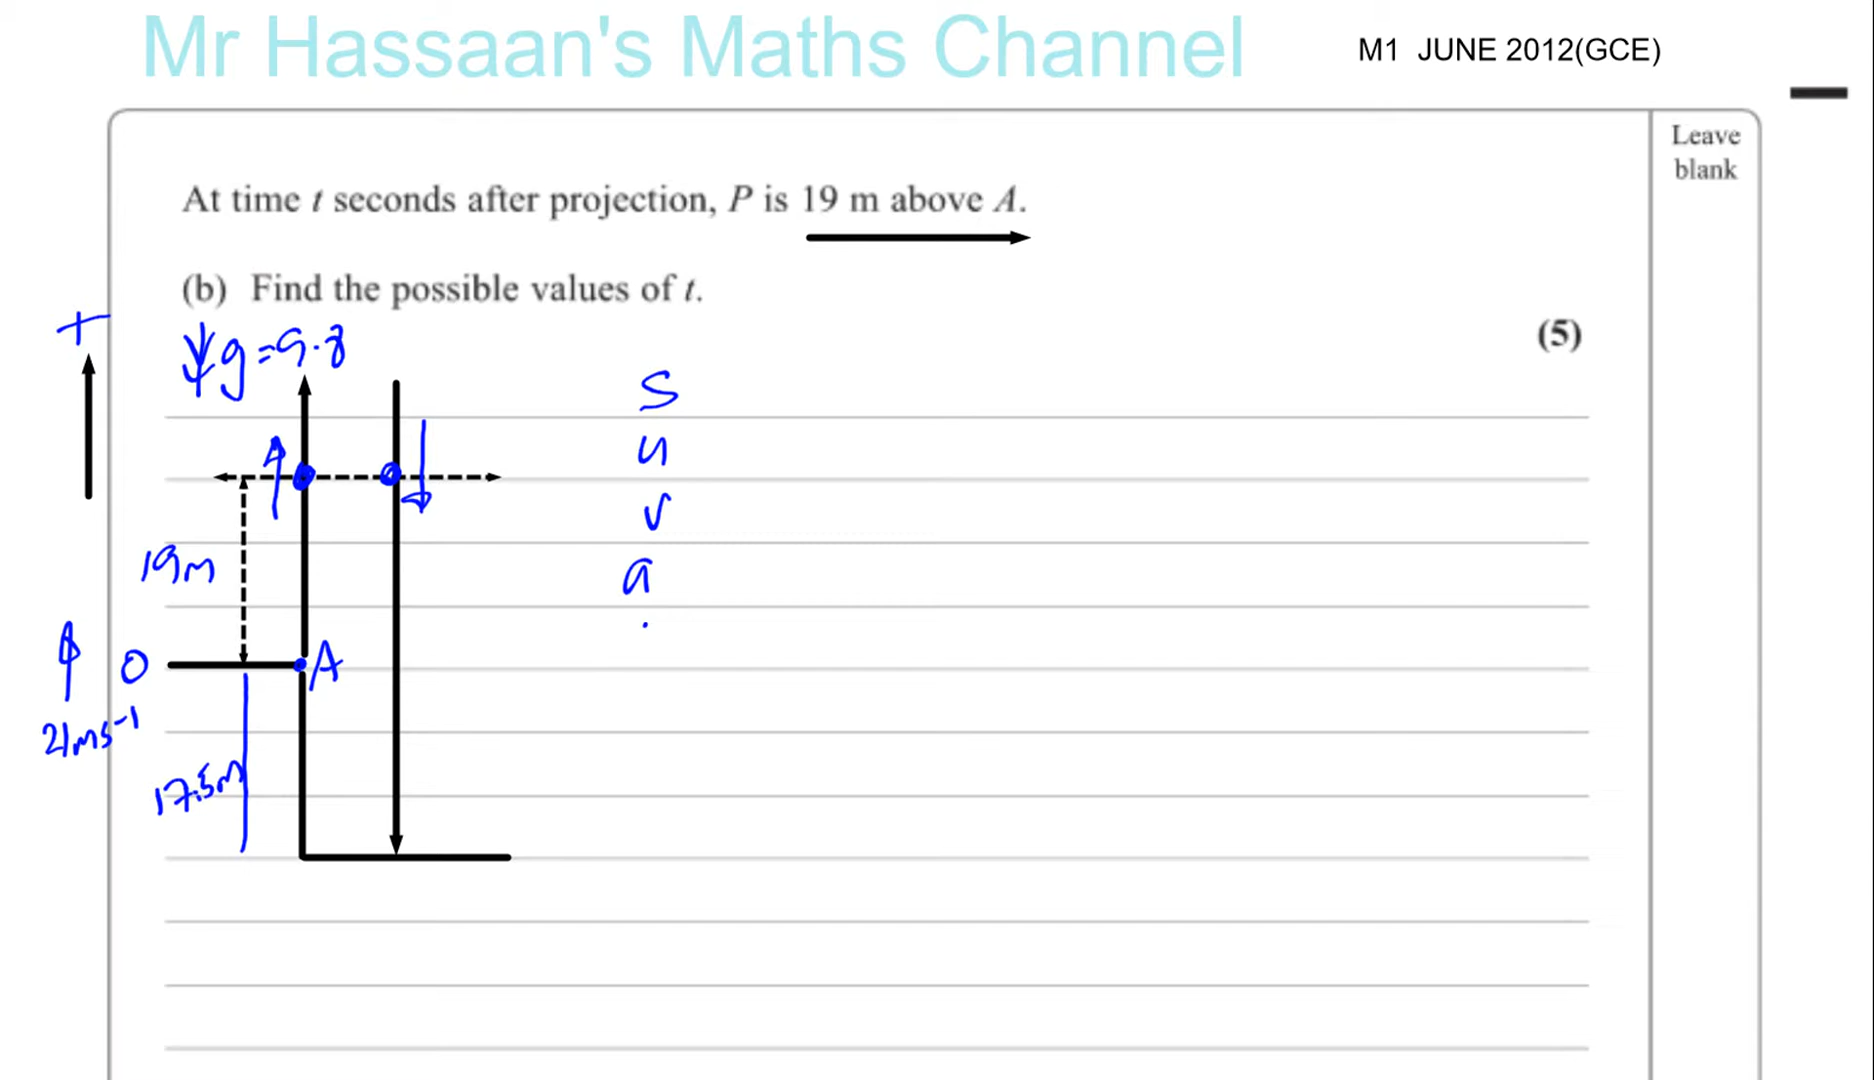 Mr Hassaan's Maths Channel
M1 JUNE 2012(GCE)
Leave
blank
At time t seconds after projection, P is 19 m above A.
(b) Find the possible values of t.
(5)
+
g=9.8
S
u
v
a
19m
0
A
21ms⁻¹
17.5m